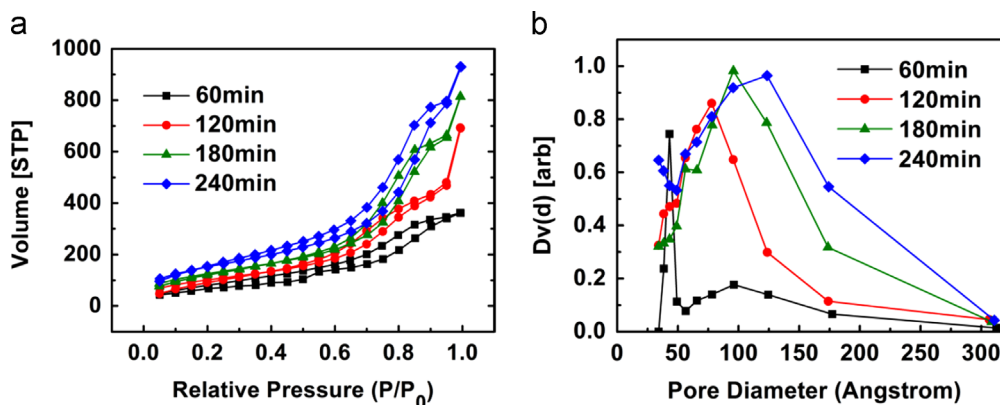 a
1000
800
600
400
200
0
Volume [STP]
60min
120min
180min
240min
0.0 0.2 0.4 0.6 0.8 1.0
Relative Pressure (P/P0)
b
1.0
0.8
0.6
0.4
0.2
0.0
Dv(d) [arb]
60min
120min
180min
240min
0 50 100 150 200 250 300
Pore Diameter (Angstrom)